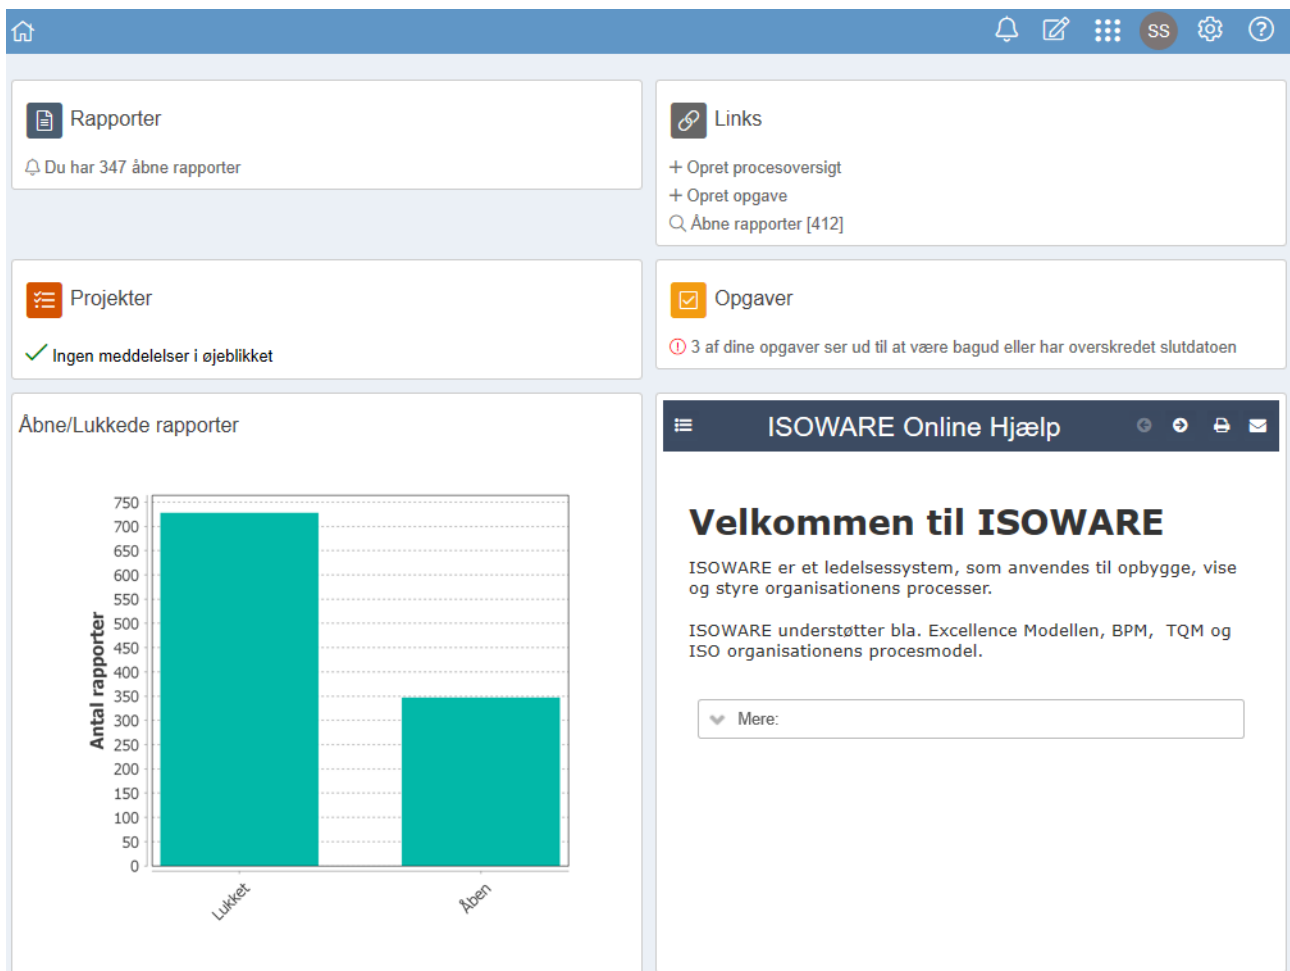 SS
Rapporter
Du har 347 åbne rapporter
Links
Opret procesoversigt
Opret opgave
Åbne rapporter [412]
Projekter
Ingen meddelelser i øjeblikket
Opgaver
3 af dine opgaver ser ud til at være bagud eller har overskredet slutdatoen
Åbne/Lukkede rapporter
Antal rapporter
750
700
650
600
550
500
450
400
350
300
250
200
150
100
50
0
Lukket
Åben
ISOWARE Online Hjælp
Velkommen til ISOWARE
ISOWARE er et ledelsessystem, som anvendes til opbygge, vise
og styre organisationens processer.
ISOWARE understøtter bla. Excellence Modellen, BPM, TQM og
ISO organisationens procesmodel.
Mere: